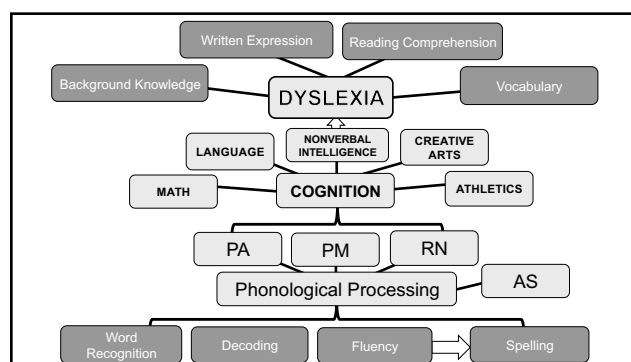 Written Expression
Reading Comprehension
Background Knowledge
DYSLEXIA
Vocabulary
LANGUAGE
NONVERBAL
INTELLIGENCE
CREATIVE
ARTS
MATH
COGNITION
ATHLETICS
PA
PM
RN
Phonological Processing
AS
Word
Recognition
Decoding
Fluency
Spelling